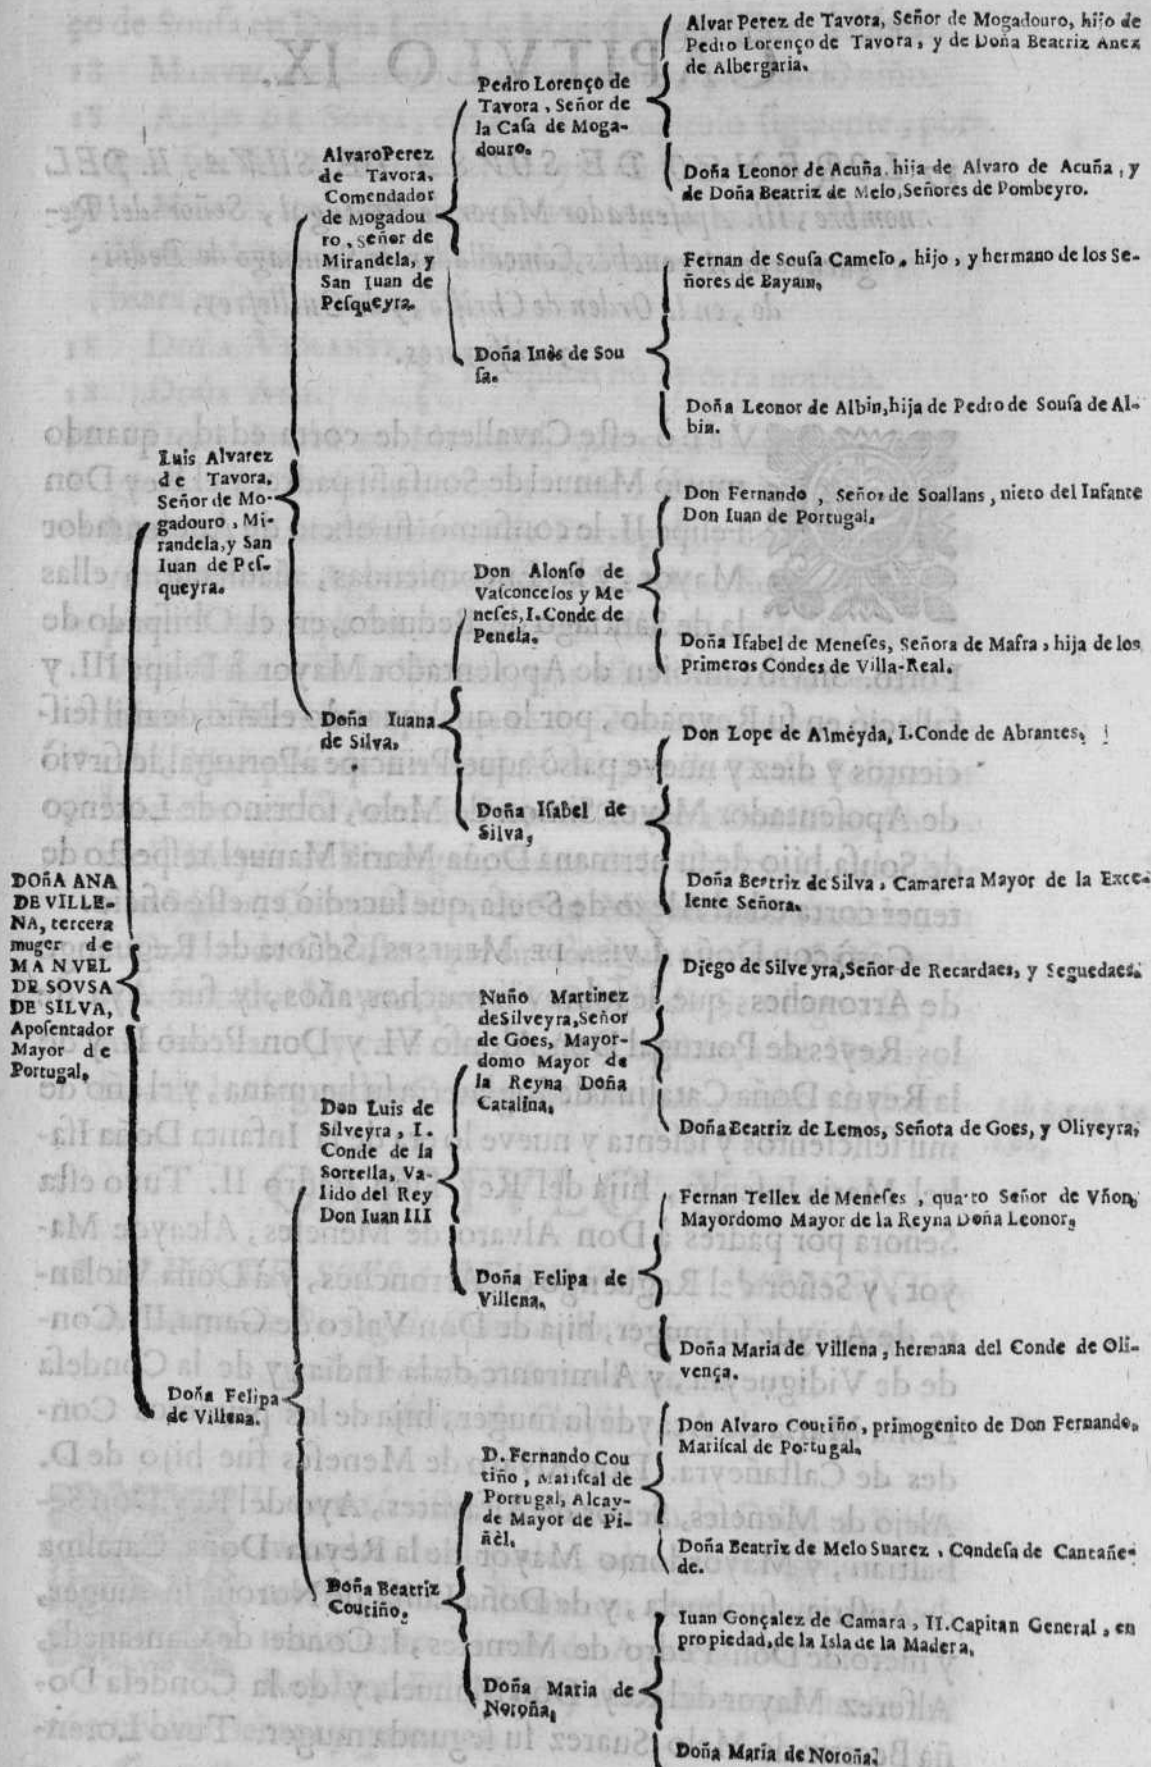 DOñA ANA
DE VILLE-
NA, tercera
muger de
MANVEL
DE SOVSA
DE SILVA,
Aposentador
Mayor de
Portugal,
Luis Alvarez
de Tavora,
Señor de Mo-
gadouro, Mi-
randela, y San
Iuan de Pes-
queyra.
Alvaro Perez
de Tavora,
Comendador
de Mogadou
ro, señor de
Mirandela, y
San Iuan de
Pesqueyra.
Pedro Lorenço de
Tavora, Señor de
la Casa de Moga-
douro.
Alvar Perez de Tavora, Señor de Mogadouro, hijo de
Pedro Lorenço de Tavora, y de Doña Beatriz Anez
de Albergaria.
Doña Leonor de Acuña, hija de Alvaro de Acuña, y
de Doña Beatriz de Melo, Señores de Pombeyro.
Doña Inès de Sou
sa.
Fernan de Sousa Camelo, hijo, y hermano de los Se-
ñores de Bayam,
Doña Leonor de Albin, hija de Pedro de Sousa de Al-
bin.
Doña Iuana
de Silva,
Don Alonso de
Vasconcelos y Me
neses, I. Conde de
Penela.
Don Fernando, Señor de Soallans, nieto del Infante
Don Iuan de Portugal,
Doña Isabel de Meneses, Señora de Mafra, hija de los
primeros Condes de Villa-Real.
Doña Isabel de
Silva,
Don Lope de Alméyda, I. Conde de Abrantes,
Doña Beatriz de Silva, Camarera Mayor de la Exce-
lente Señora.
Doña Felipa
de Villena.
Don Luis de
Silveyra, I.
Conde de la
Sortella, Va-
lido del Rey
Don Iuan III
Nuño Martinez
de Silveyra, Señor
de Goes, Mayor-
domo Mayor de
la Reyna Doña
Catalina,
Diego de Silveyra, Señor de Recardaes, y Seguedaes.
Doña Beatriz de Lemos, Señora de Goes, y Oliveyra,
Doña Felipa de
Villena,
Fernan Tellez de Meneses, quarto Señor de Vñon,
Mayordomo Mayor de la Reyna Doña Leonor,
Doña Maria de Villena, hermana del Conde de Oli-
vença.
Doña Beatriz
Coutiño,
D. Fernando Cou
tiño, Mariscal de
Portugal, Alcay-
de Mayor de Pi-
ñèl,
Don Alvaro Coutiño, primogenito de Don Fernando,
Mariscal de Portugal,
Doña Beatriz de Melo Suarez, Condesa de Cantañe-
de.
Doña Maria de
Noroña,
Iuan Gonçalez de Camara, II. Capitan General, en
propiedad, de la Isla de la Madera,
Doña Maria de Noroña.